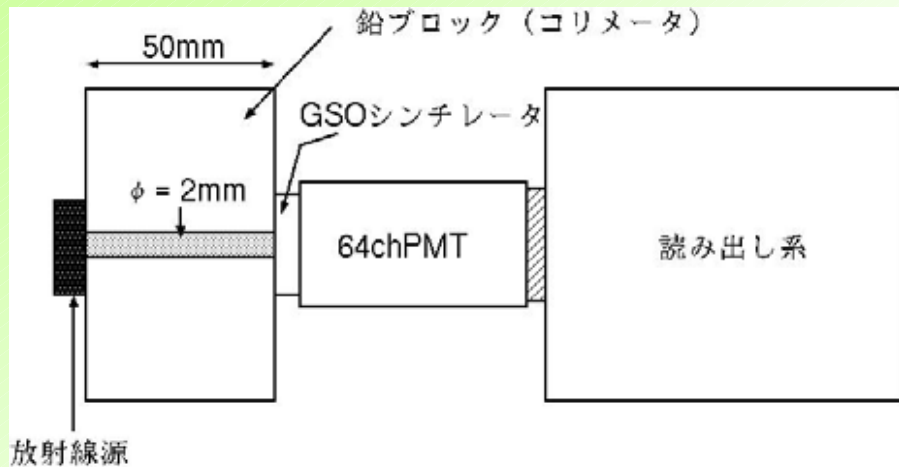 鉛ブロック（コリメータ）
50mm
GSOシンチレータ
φ = 2mm
64chPMT
読み出し系
放射線源